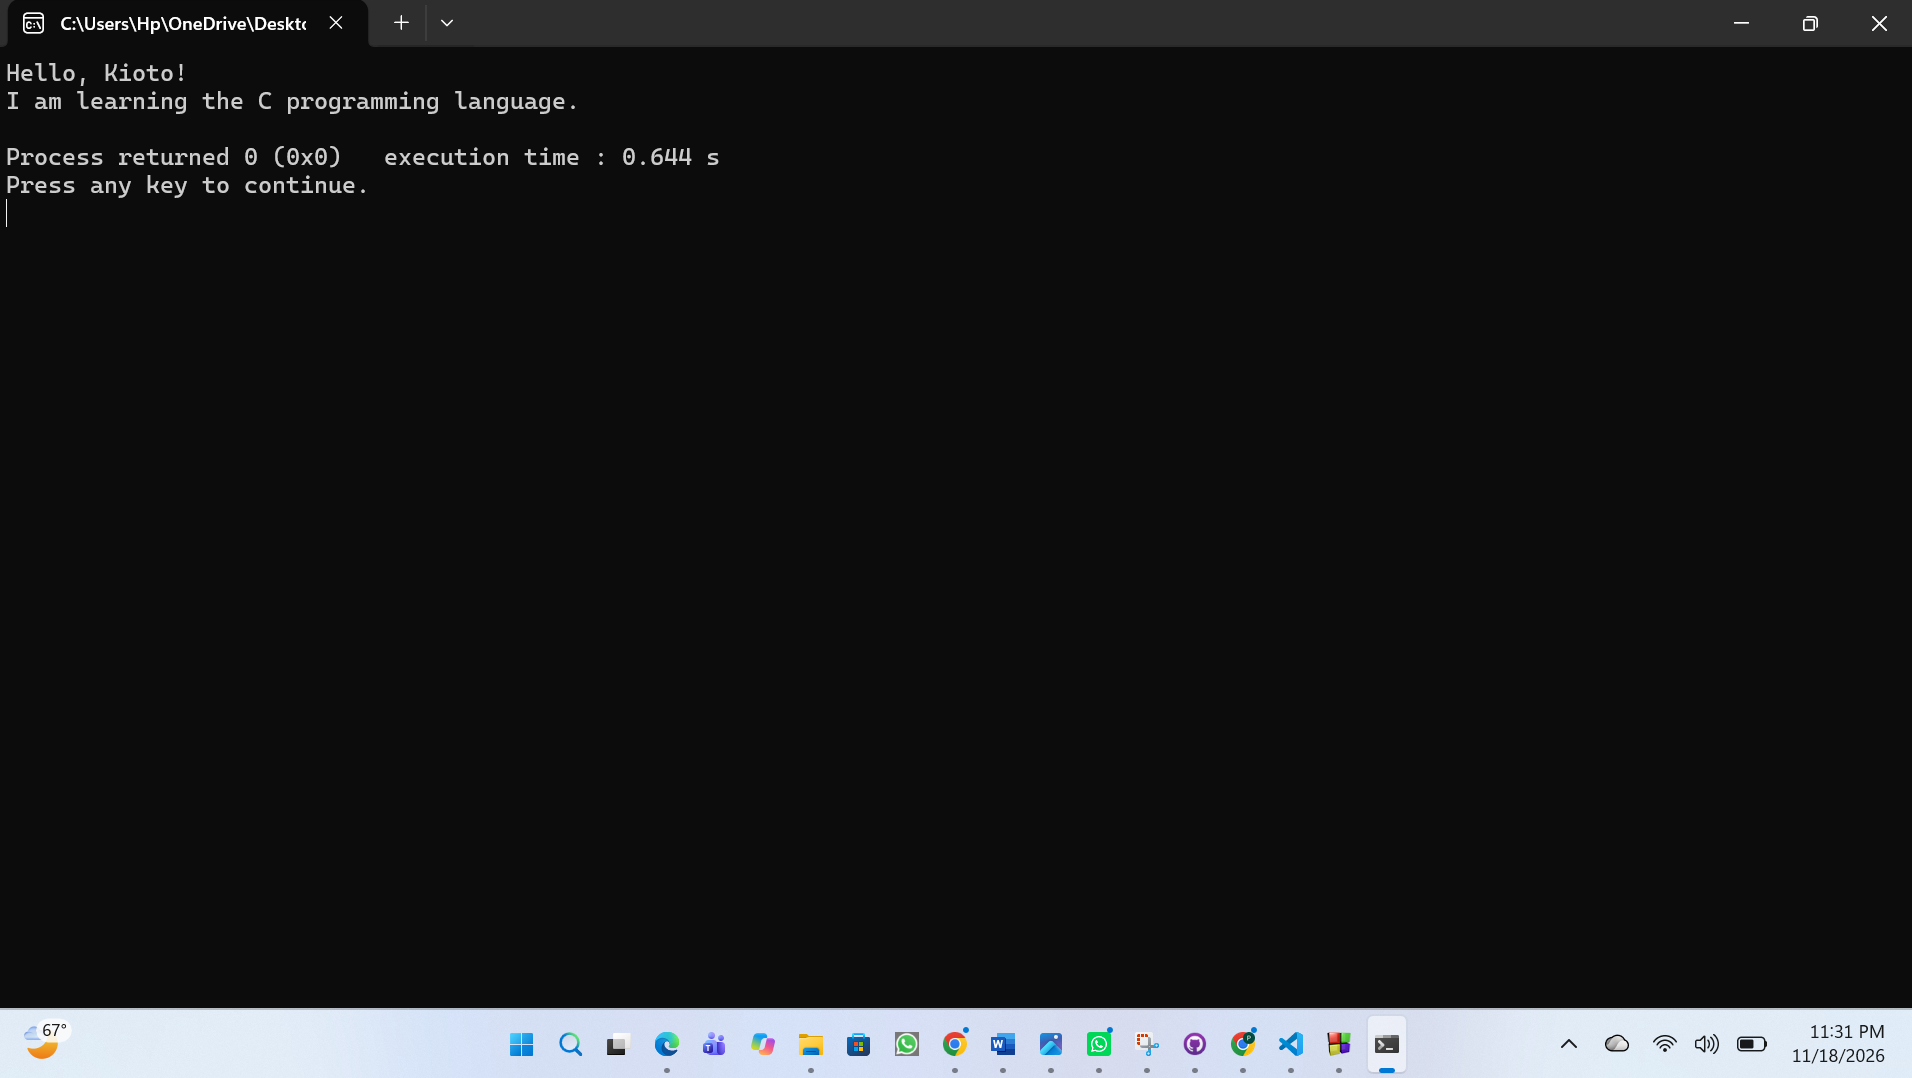 C:\Users\Hp\OneDrive\Deskt
Hello, Kioto!
I am learning the C programming language.
Process returned 0 (0x0)   execution time : 0.644 s
Press any key to continue.
67°
11:31 PM
11/18/2026